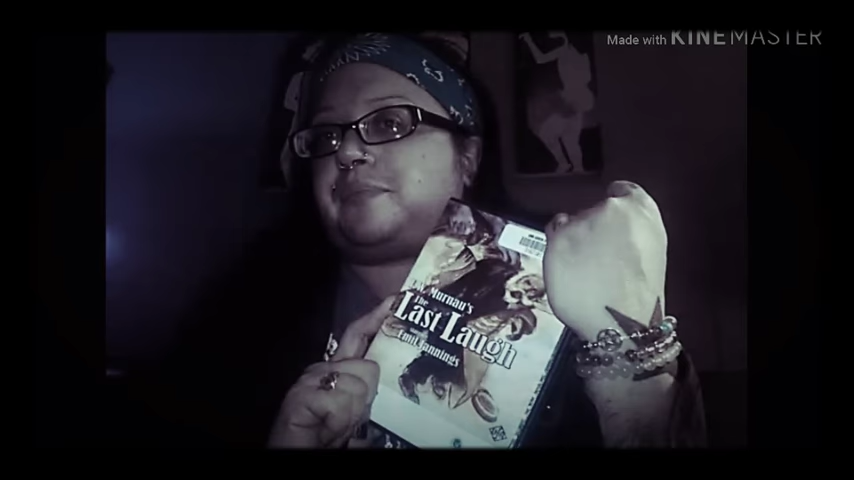 Made with KINEMASTER
Murnau's
The
Last Laugh
Emil Jannings